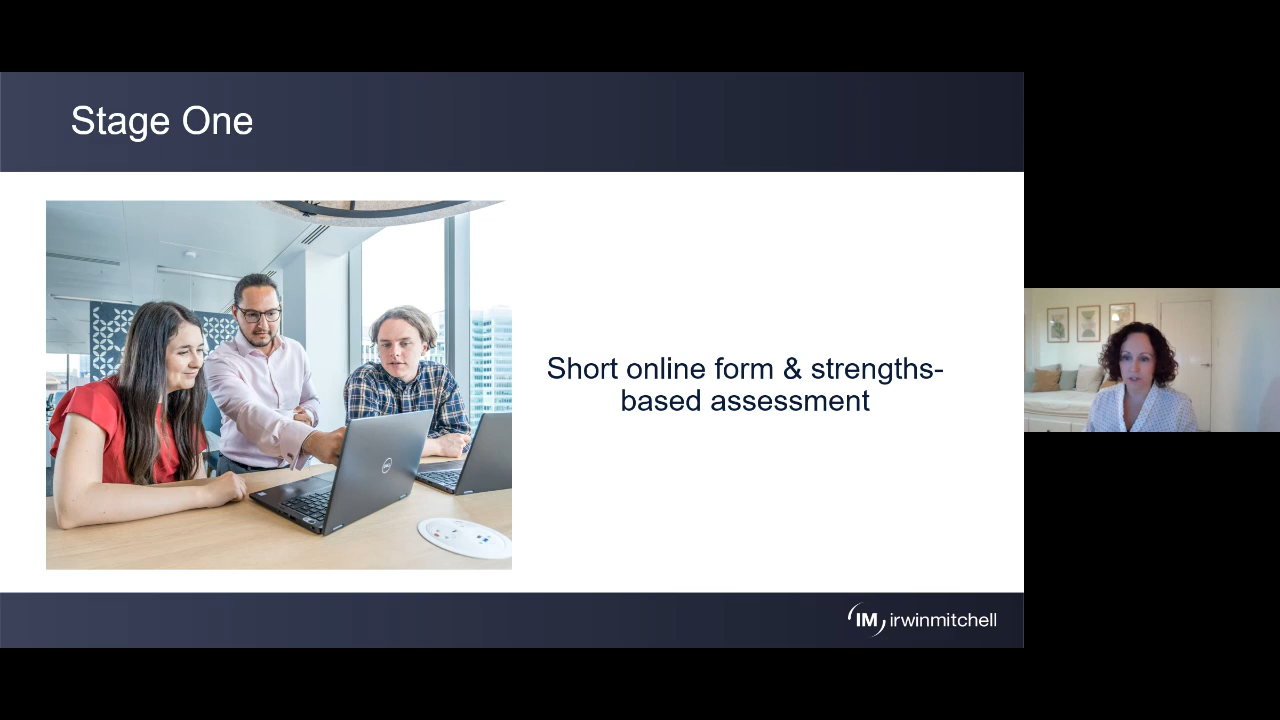 Stage One
Short online form & strengths-
based assessment
IM irwinmitchell